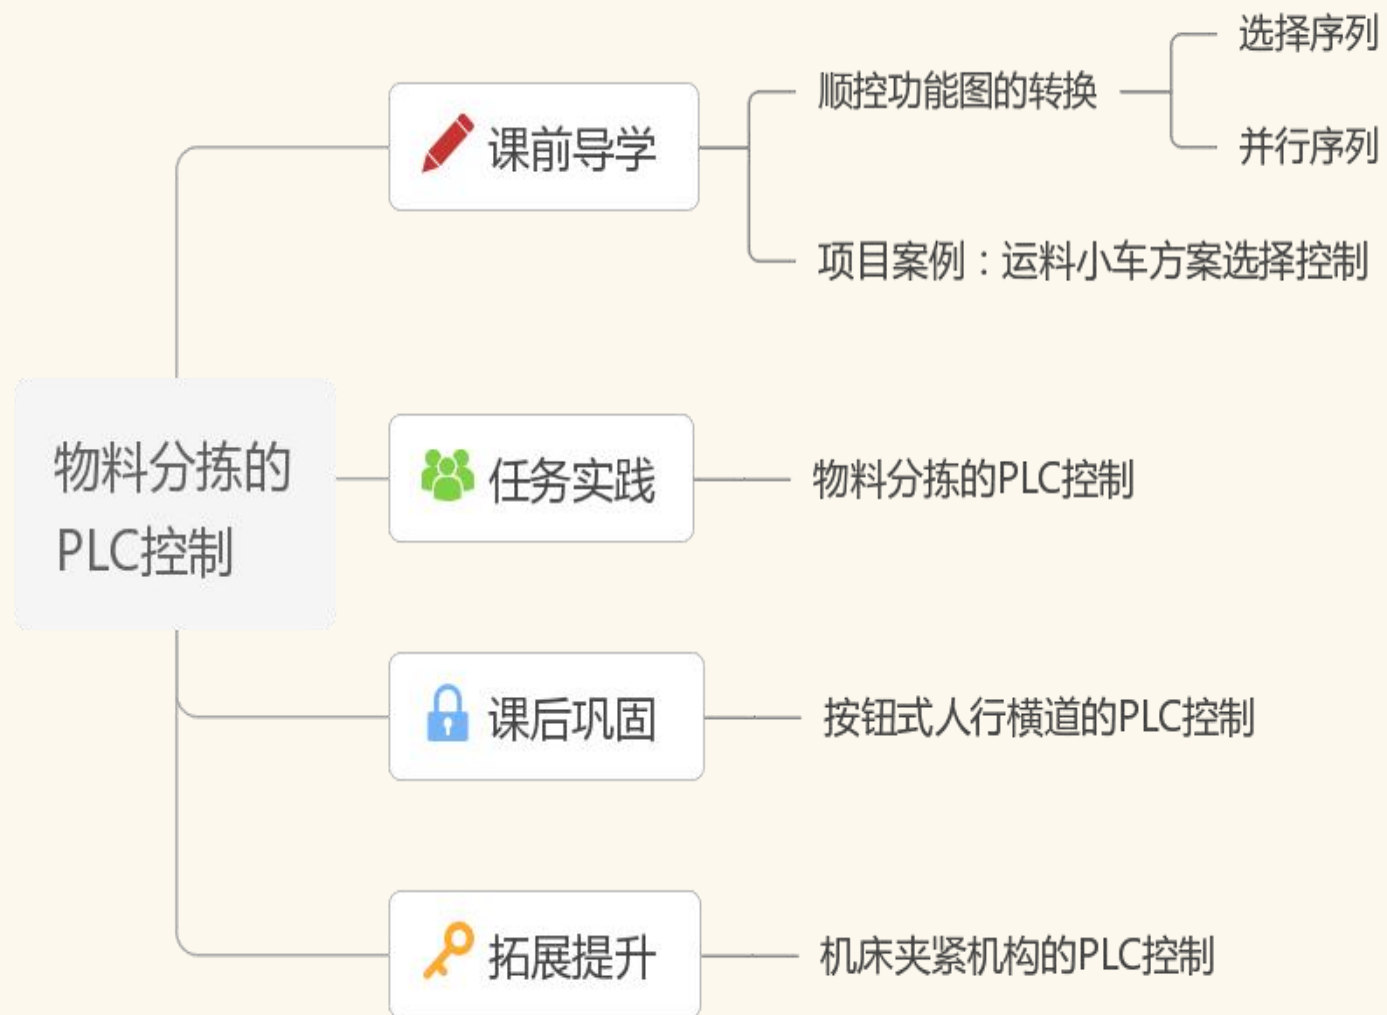 选择序列
顺控功能图的转换
并行序列
课前导学
项目案例：运料小车方案选择控制
物料分拣的
PLC控制
任务实践
物料分拣的PLC控制
课后巩固
按钮式人行横道的PLC控制
拓展提升
机床夹紧机构的PLC控制